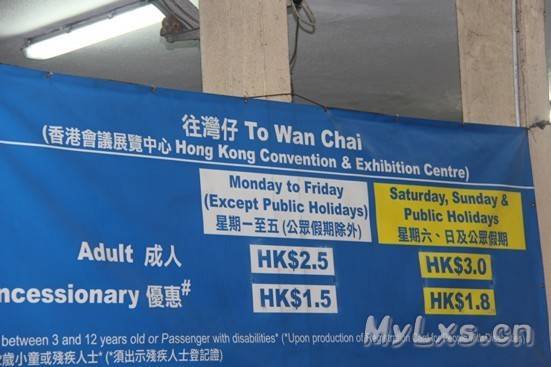 往灣仔 To Wan Chai
(香港會議展覽中心 Hong Kong Convention & Exhibition Centre)
Monday to Friday
(Except Public Holidays)
星期一至五 (公眾假期除外)
Saturday, Sunday &
Public Holidays
星期六、日及公眾假期
Adult 成人 HK$2.5 HK$3.0
ncessionary 優惠# HK$1.5 HK$1.8
between 3 and 12 years old or Passenger with disabilities* (*Upon production of
歲小童或殘疾人士* (*須出示殘疾人士登記證)
MyLxs.cn